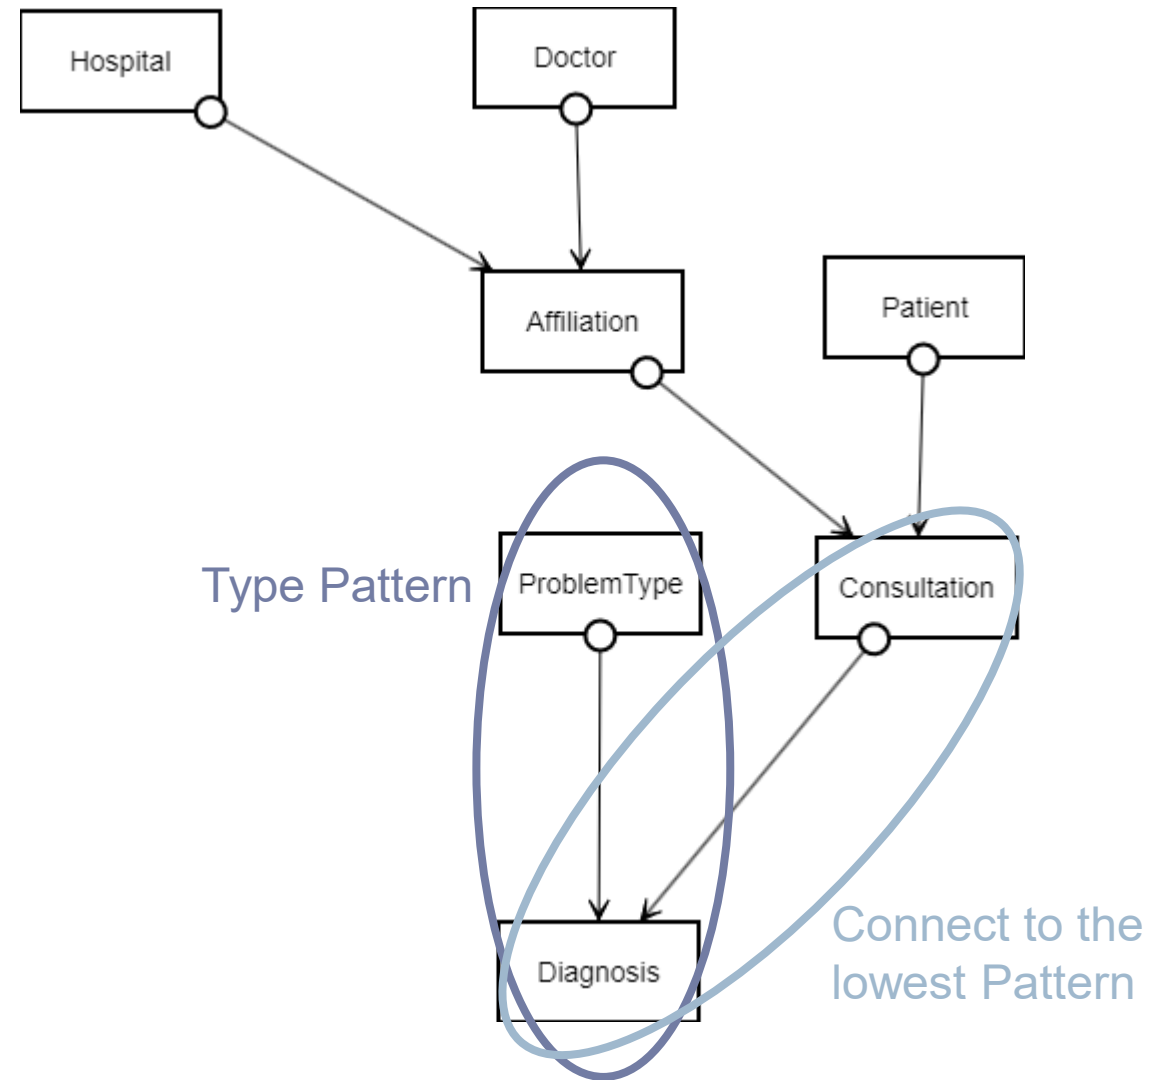 Hospital
Doctor
Affiliation
Patient
Type Pattern
ProblemType
Consultation
Connect to the
lowest Pattern
Diagnosis